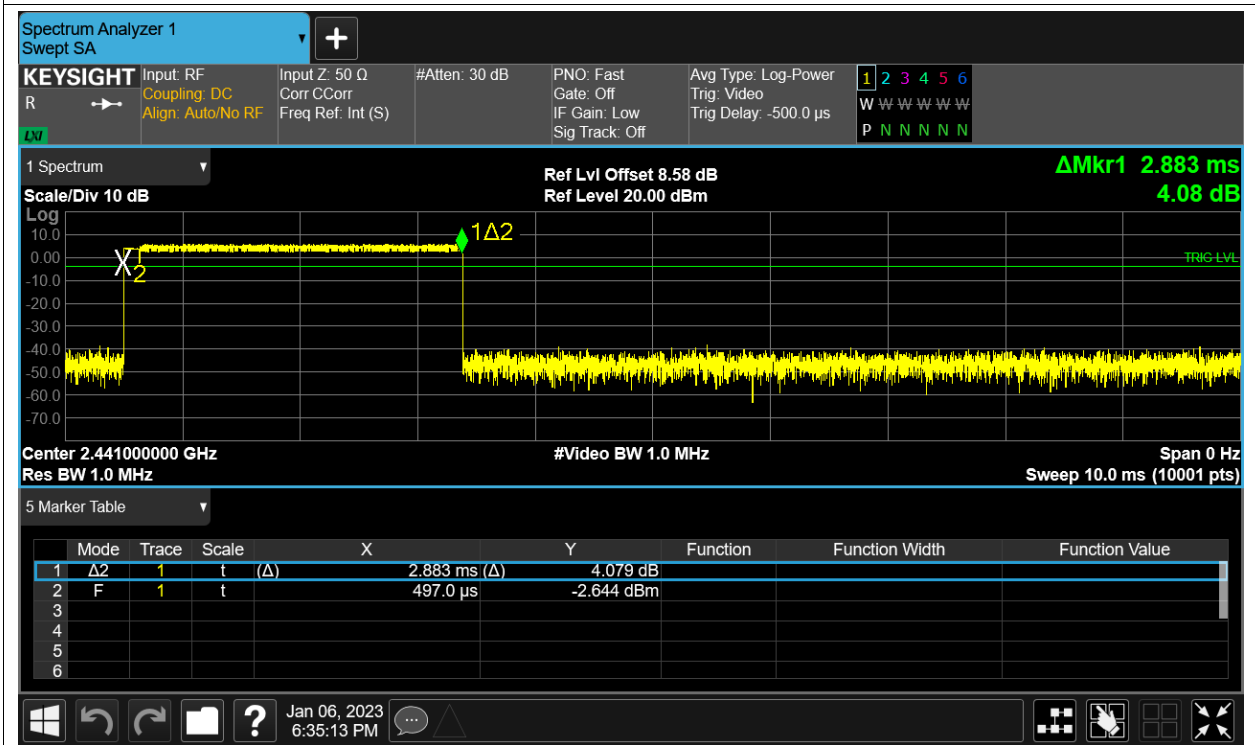 Spectrum Analyzer 1
Swept SA
KEYSIGHT Input: RF Input Z: 50 Ω #Atten: 30 dB PNO: Fast Avg Type: Log-Power 1 2 3 4 5 6
R Coupling: DC Corr CCorr Gate: Off Trig: Video W W W W W W
Align: Auto/No RF Freq Ref: Int (S) IF Gain: Low Trig Delay: -500.0 µs
LXI Sig Track: Off P N N N N N
1 Spectrum Ref Lvl Offset 8.58 dB ΔMkr1 2.883 ms
Scale/Div 10 dB Ref Level 20.00 dBm 4.08 dB
Log
10.0 1Δ2
0.00 TRIG LVL
X2
-10.0
-20.0
-30.0
-40.0
-50.0
-60.0
-70.0
Center 2.441000000 GHz #Video BW 1.0 MHz Span 0 Hz
Res BW 1.0 MHz Sweep 10.0 ms (10001 pts)
5 Marker Table
Mode Trace Scale X Y Function Function Width Function Value
1 Δ2 1 t (Δ) 2.883 ms (Δ) 4.079 dB
2 F 1 t 497.0 µs -2.644 dBm
3
4
5
6
? Jan 06, 2023
6:35:13 PM